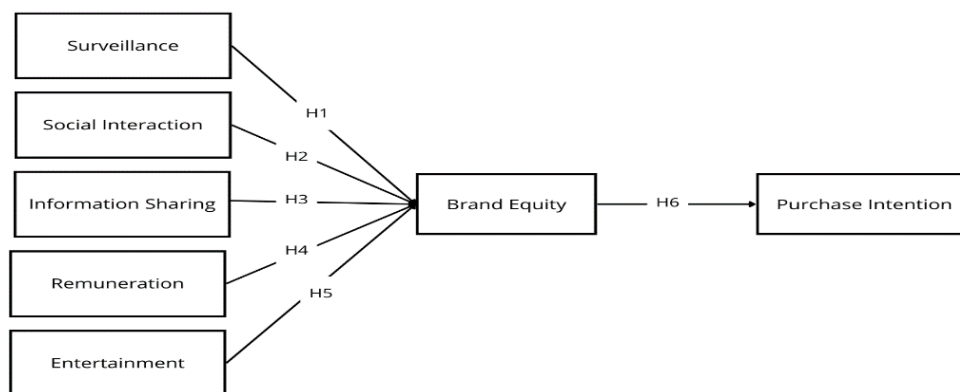 Surveillance
H1
Social Interaction
H2
Information Sharing
H3
Brand Equity
H6
Purchase Intention
H4
Remuneration
H5
Entertainment